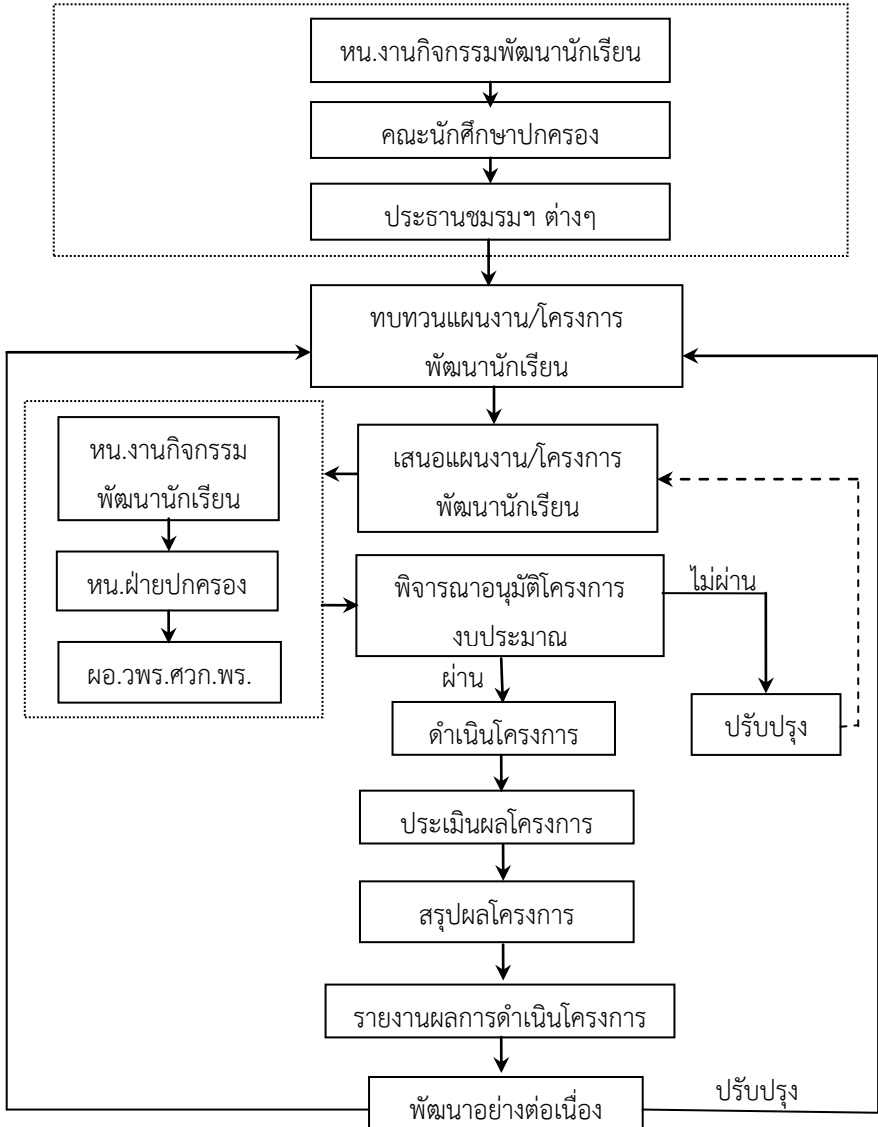 หน.งานกิจกรรมพัฒนานักเรียน
คณะนักศึกษาปกครอง
ประธานชมรมฯ ต่างๆ
ทบทวนแผนงาน/โครงการ
พัฒนานักเรียน
หน.งานกิจกรรม
พัฒนานักเรียน
เสนอแผนงาน/โครงการ
พัฒนานักเรียน
หน.ฝ่ายปกครอง
ผอ.วพร.ศวก.พร.
พิจารณาอนุมัติโครงการ
งบประมาณ
ไม่ผ่าน
ผ่าน
ปรับปรุง
ดำเนินโครงการ
ประเมินผลโครงการ
สรุปผลโครงการ
รายงานผลการดำเนินโครงการ
พัฒนาอย่างต่อเนื่อง
ปรับปรุง